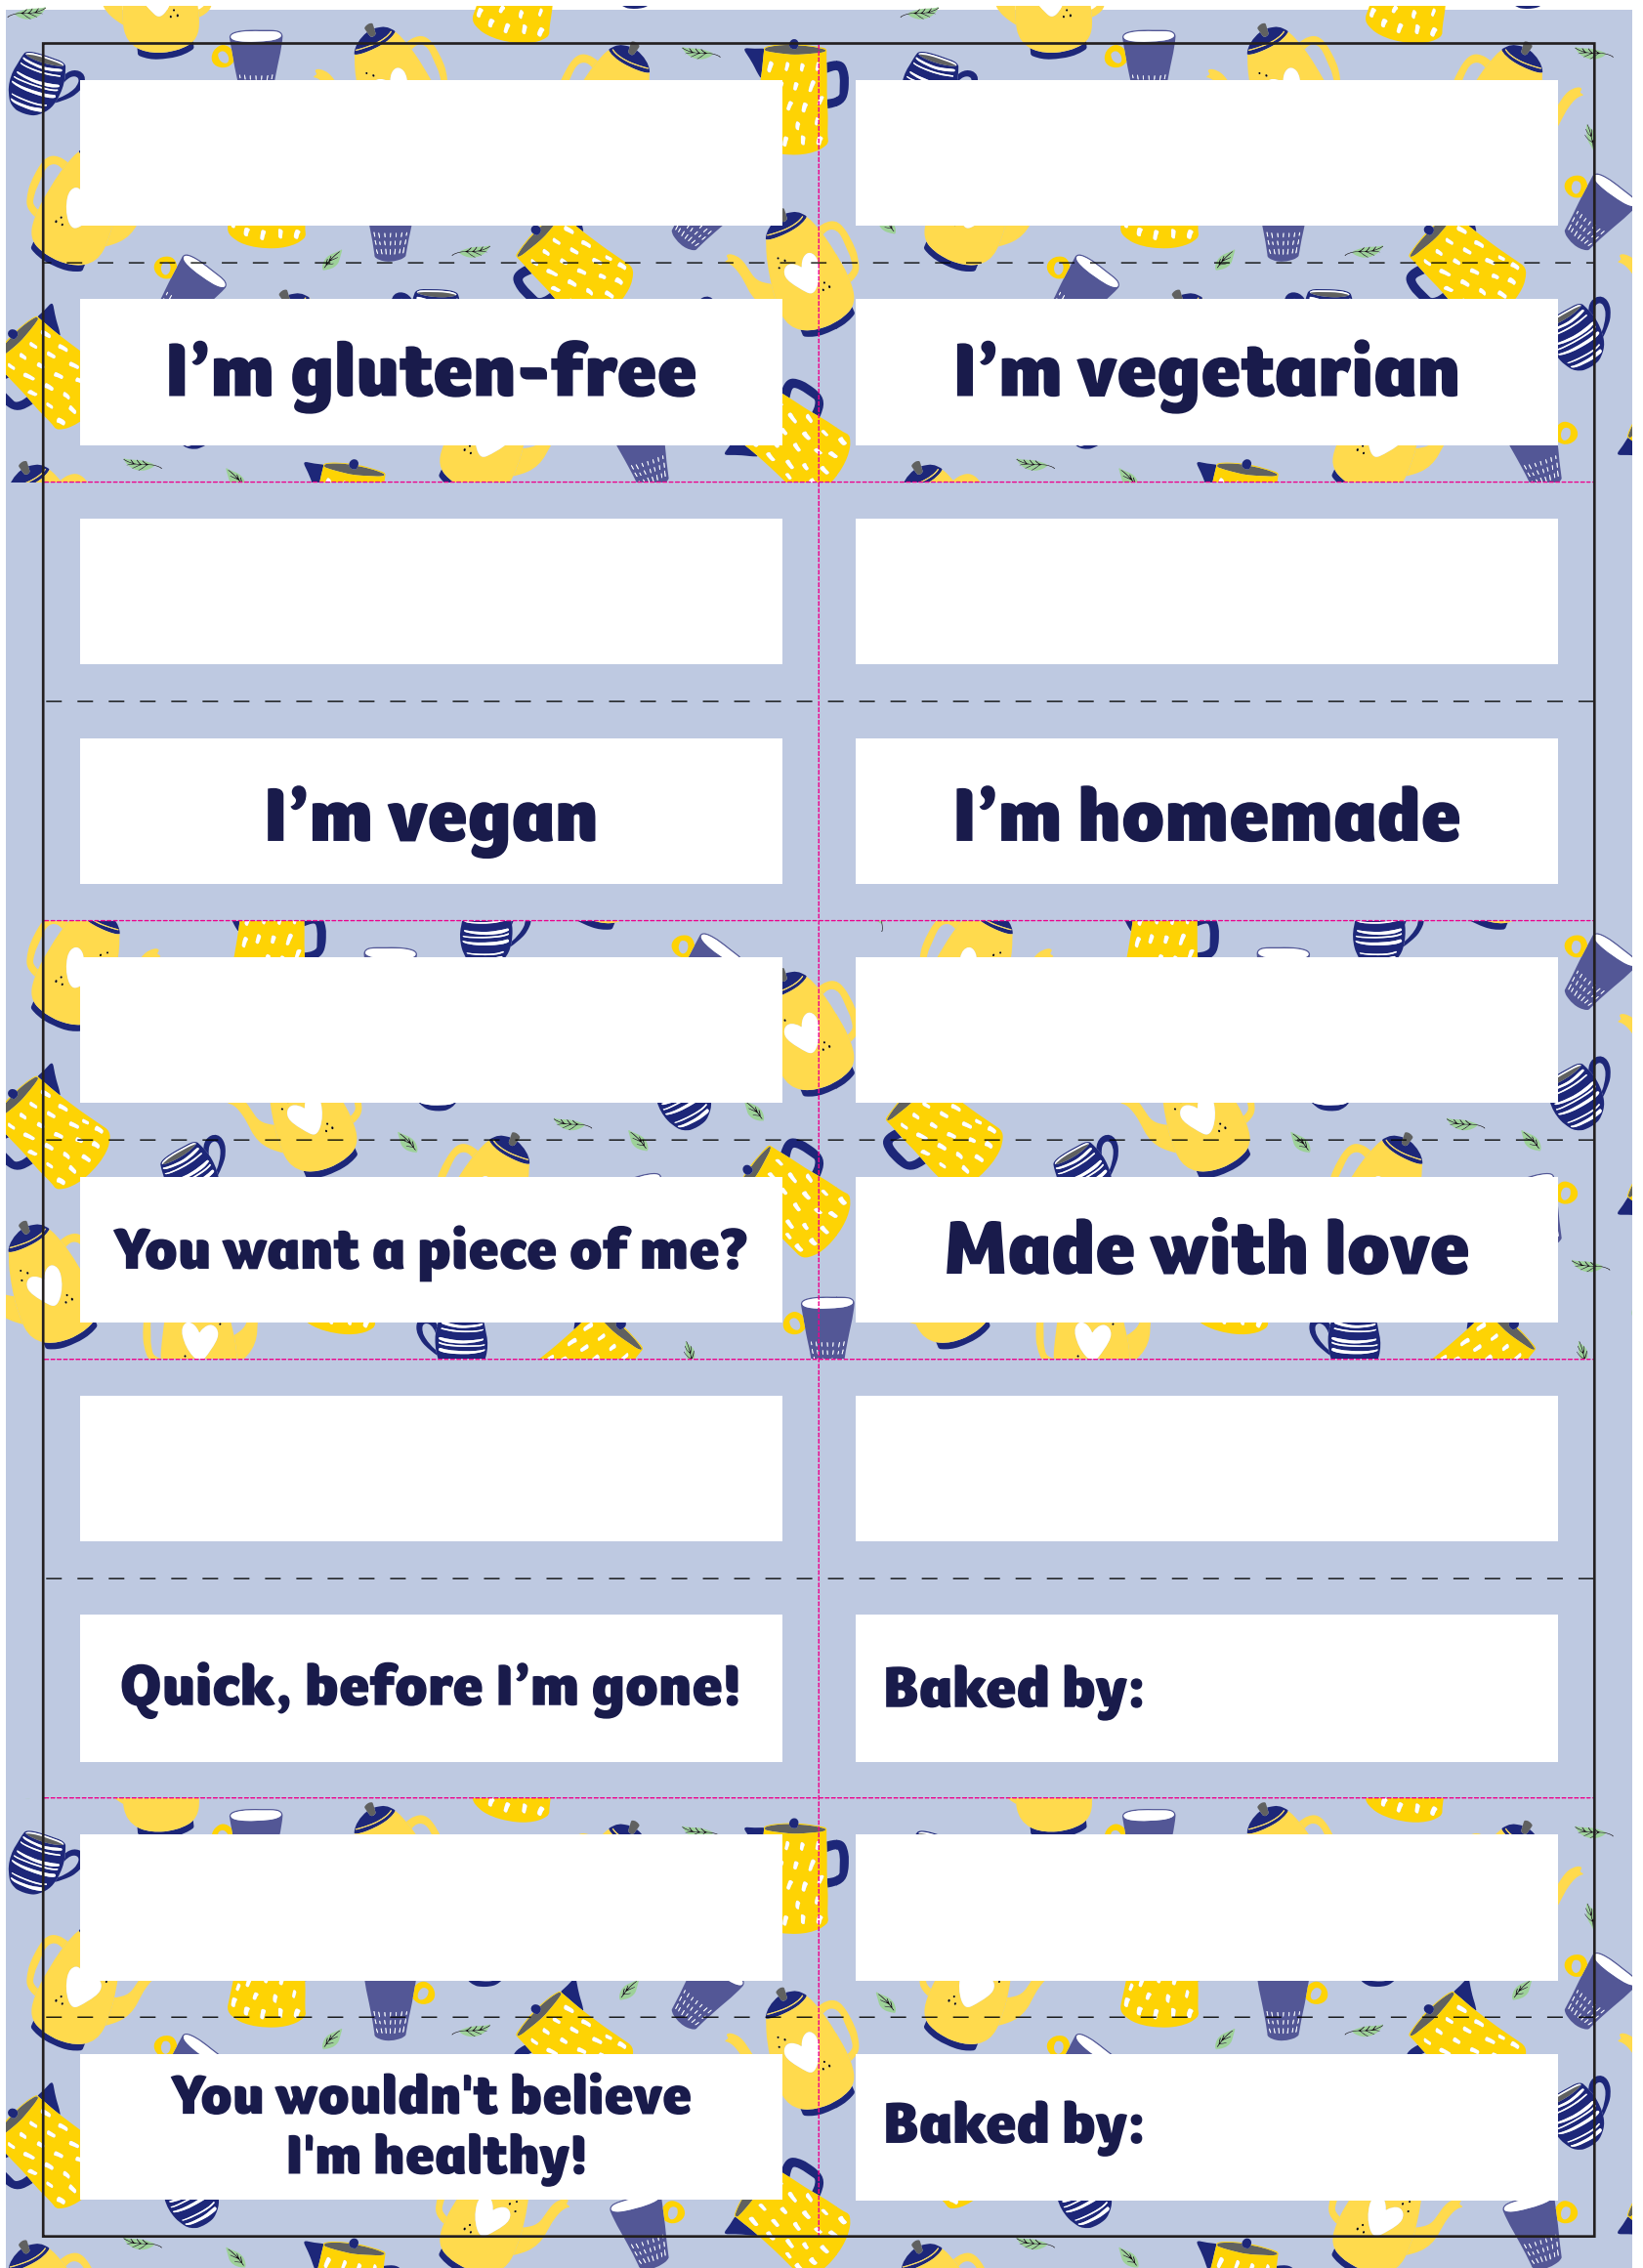 I’m gluten-free
I’m vegetarian
I’m vegan
I’m homemade
You want a piece of me?
Made with love
Quick, before I’m gone!
Baked by:
You wouldn't believe
I'm healthy!
Baked by: